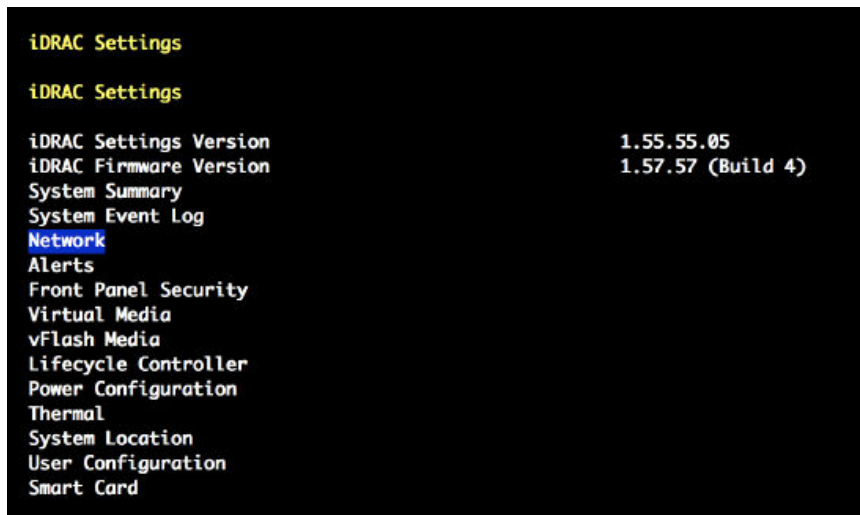 iDRAC Settings
iDRAC Settings
iDRAC Settings Version 1.55.55.05
iDRAC Firmware Version 1.57.57 (Build 4)
System Summary
System Event Log
Network
Alerts
Front Panel Security
Virtual Media
vFlash Media
Lifecycle Controller
Power Configuration
Thermal
System Location
User Configuration
Smart Card